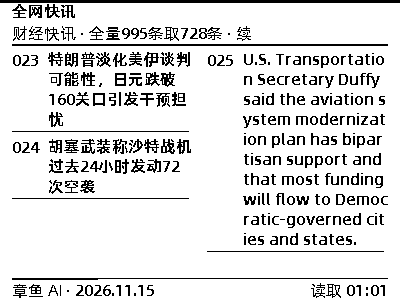 全网快讯
财经快讯 · 全量995条取728条 · 续
023 特朗普淡化美伊谈判
可能性，日元跌破
160关口引发干预担
忧
024 胡塞武装称沙特战机
过去24小时发动72
次空袭
025 U.S. Transportatio
n Secretary Duffy
said the aviation s
ystem modernizat
ion plan has bipar
tisan support and
that most funding
will flow to Democ
ratic-governed cit
ies and states.
章鱼 AI · 2026.11.15
读取 01:01